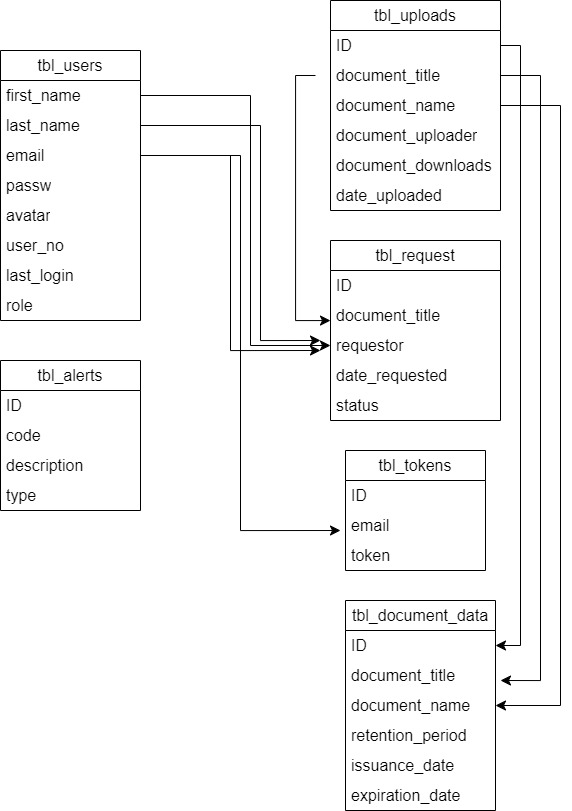 tbl_uploads
ID
document_title
document_name
document_uploader
document_downloads
date_uploaded
tbl_users
first_name
last_name
email
passw
avatar
user_no
last_login
role
tbl_request
ID
document_title
requestor
date_requested
status
tbl_alerts
ID
code
description
type
tbl_tokens
ID
email
token
tbl_document_data
ID
document_title
document_name
retention_period
issuance_date
expiration_date